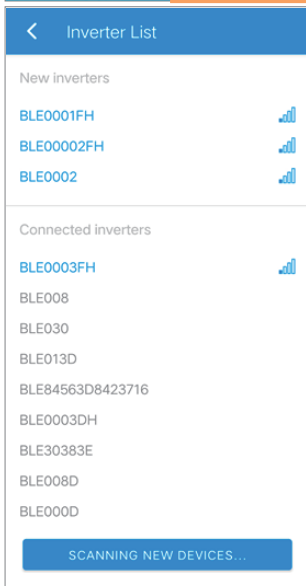 Inverter List
New inverters
BLE0001FH
BLE00002FH
BLE0002
Connected inverters
BLE0003FH
BLE008
BLE030
BLE013D
BLE84563D8423716
BLE0003DH
BLE30383E
BLE008D
BLE000D
SCANNING NEW DEVICES...